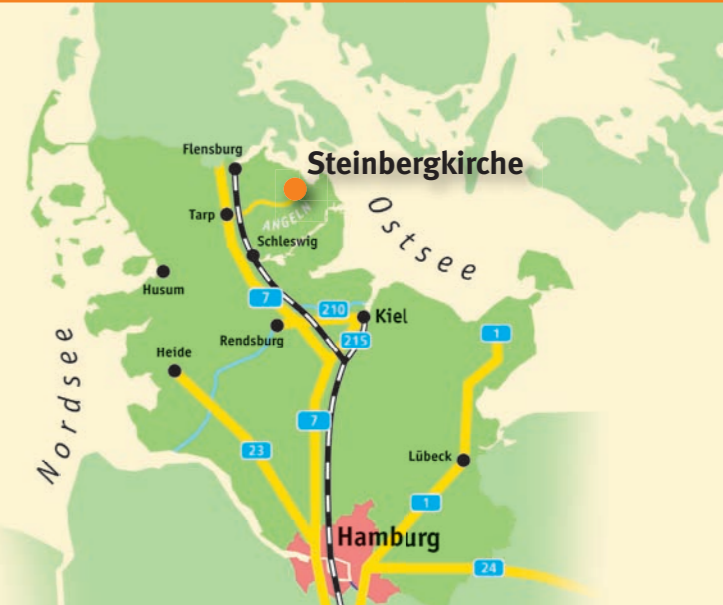 Flensburg
Steinbergkirche
Tarp
ANGELN
Ostsee
Schleswig
Husum
7
210
Kiel
Rendsburg
215
1
Nordsee
Heide
7
23
Lübeck
1
Hamburg
24